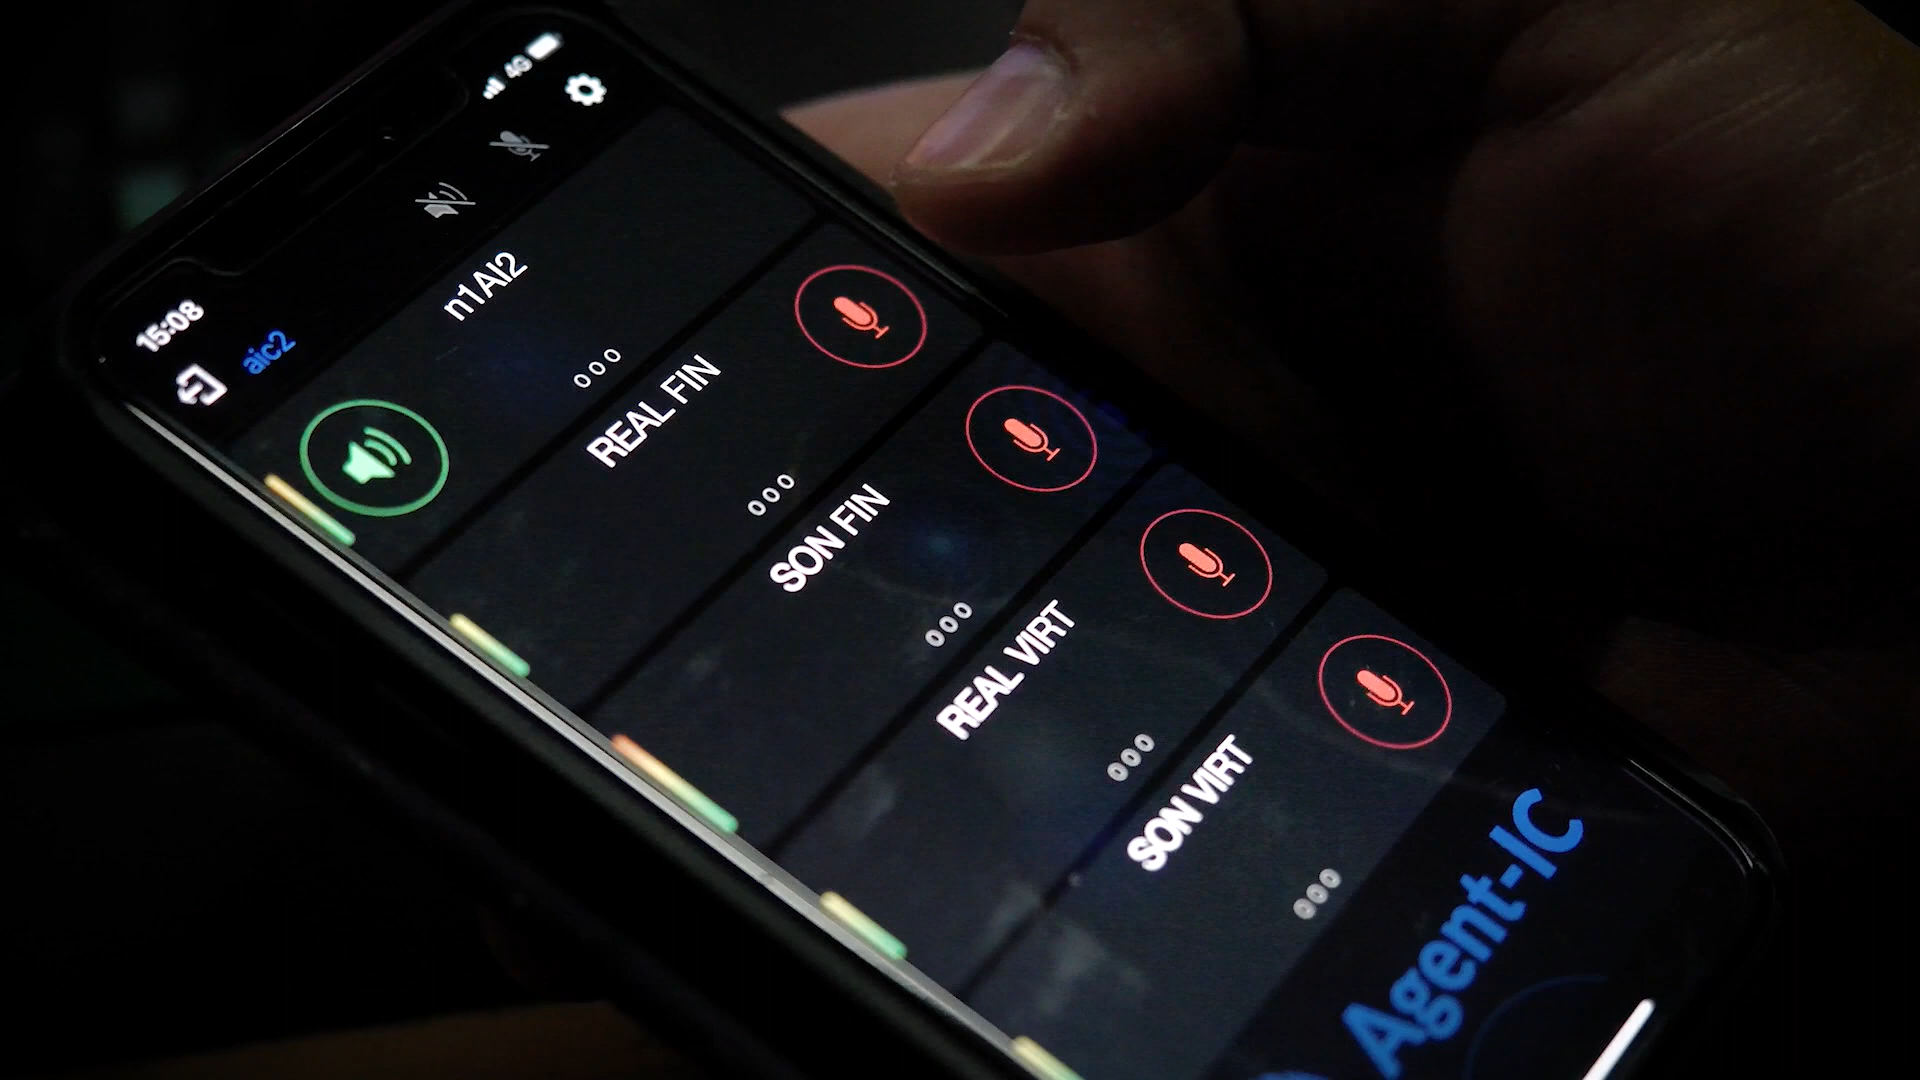 15:08
4G
aic2
n1AI2
REAL FIN
SON FIN
REAL VIRT
SON VIRT
Agent-IC